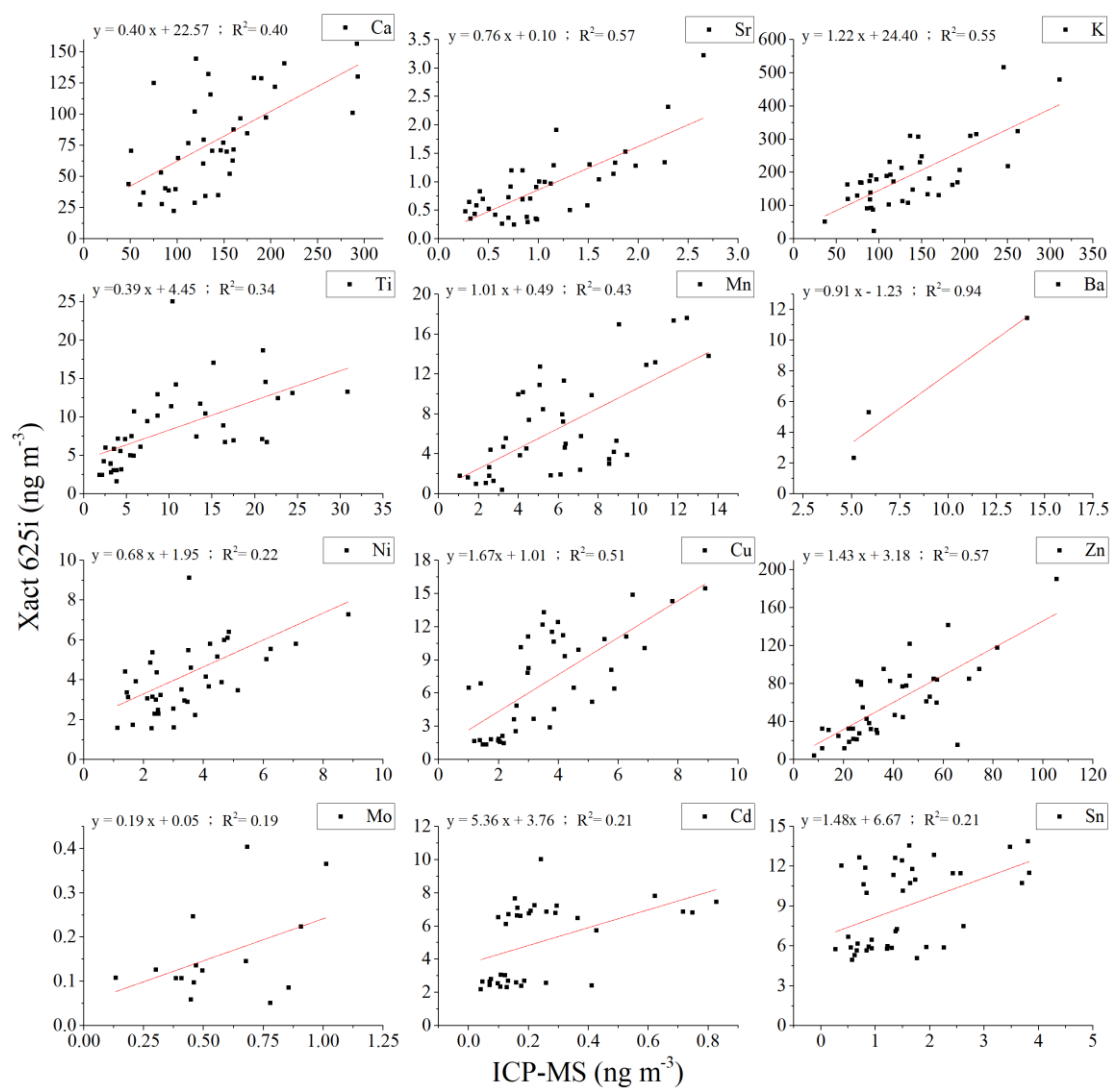 y = 0.40 x + 22.57 ; R²= 0.40
Ca
150
125
100
75
50
25
0
50 100 150 200 250 300
y = 0.76 x + 0.10 ; R²= 0.57
Sr
3.5
3.0
2.5
2.0
1.5
1.0
0.5
0.0
0.0 0.5 1.0 1.5 2.0 2.5 3.0
y = 1.22 x + 24.40 ; R²= 0.55
K
600
500
400
300
200
100
0
0 50 100 150 200 250 300 350
y =0.39 x + 4.45 ; R²= 0.34
Ti
25
20
15
10
5
0
0 5 10 15 20 25 30 35
y = 1.01 x + 0.49 ; R²= 0.43
Mn
20
16
12
8
4
0
0 2 4 6 8 10 12 14
y =0.91 x - 1.23 ; R²= 0.94
Ba
12
10
8
6
4
2
0
2.5 5.0 7.5 10.0 12.5 15.0 17.5
Xact 625i (ng m⁻³)
y = 0.68 x + 1.95 ; R²= 0.22
Ni
10
8
6
4
2
0
0 2 4 6 8 10
y =1.67x + 1.01 ; R²= 0.51
Cu
18
15
12
9
6
3
0
0 2 4 6 8 10
y = 1.43 x + 3.18 ; R²= 0.57
Zn
200
160
120
80
40
0
0 20 40 60 80 100 120
y = 0.19 x + 0.05 ; R²= 0.19
Mo
0.4
0.3
0.2
0.1
0.0
0.00 0.25 0.50 0.75 1.00 1.25
y = 5.36 x + 3.76 ; R²= 0.21
Cd
12
10
8
6
4
2
0
0.0 0.2 0.4 0.6 0.8
y =1.48x + 6.67 ; R²= 0.21
Sn
15
12
9
6
3
0
0 1 2 3 4 5
ICP-MS (ng m⁻³)